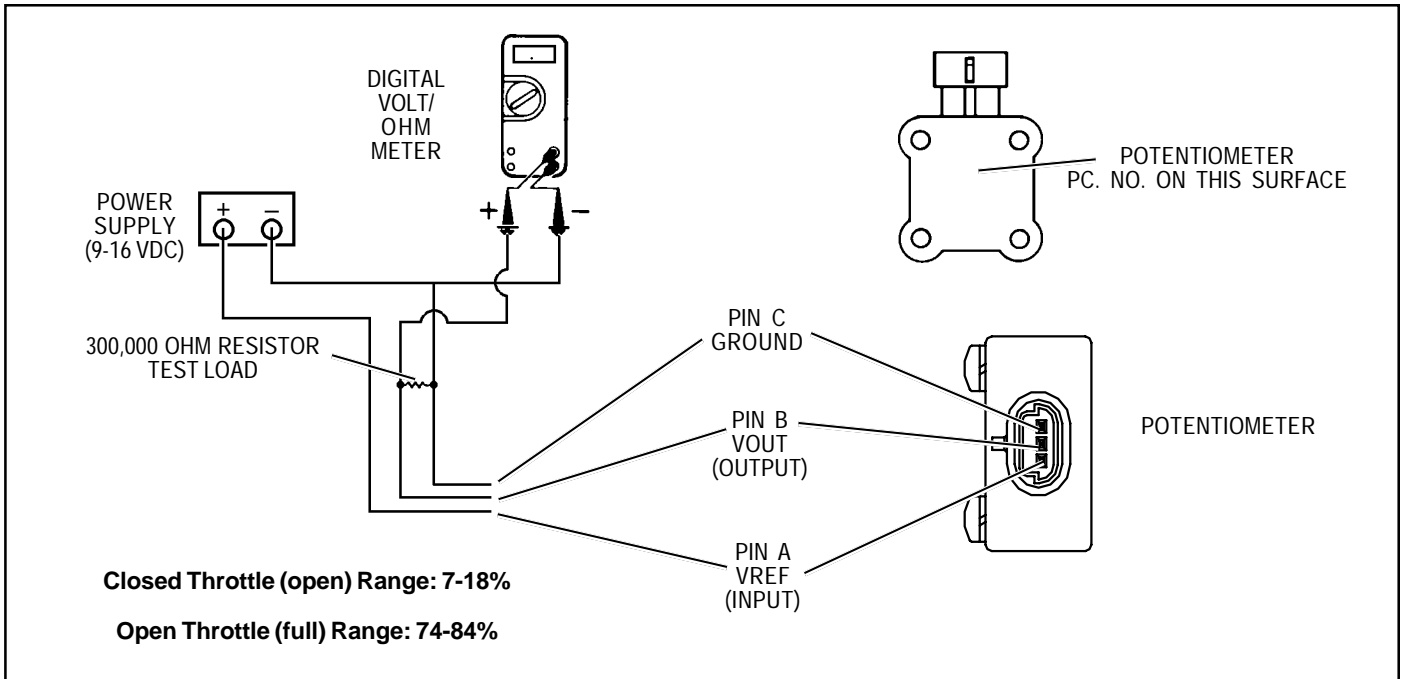 DIGITAL
VOLT/
OHM
METER
POWER
SUPPLY
(9-16 VDC)
+ −
+ −
POTENTIOMETER
PC. NO. ON THIS SURFACE
300,000 OHM RESISTOR
TEST LOAD
PIN C
GROUND
PIN B
VOUT
(OUTPUT)
POTENTIOMETER
PIN A
VREF
(INPUT)
Closed Throttle (open) Range: 7-18%
Open Throttle (full) Range: 74-84%